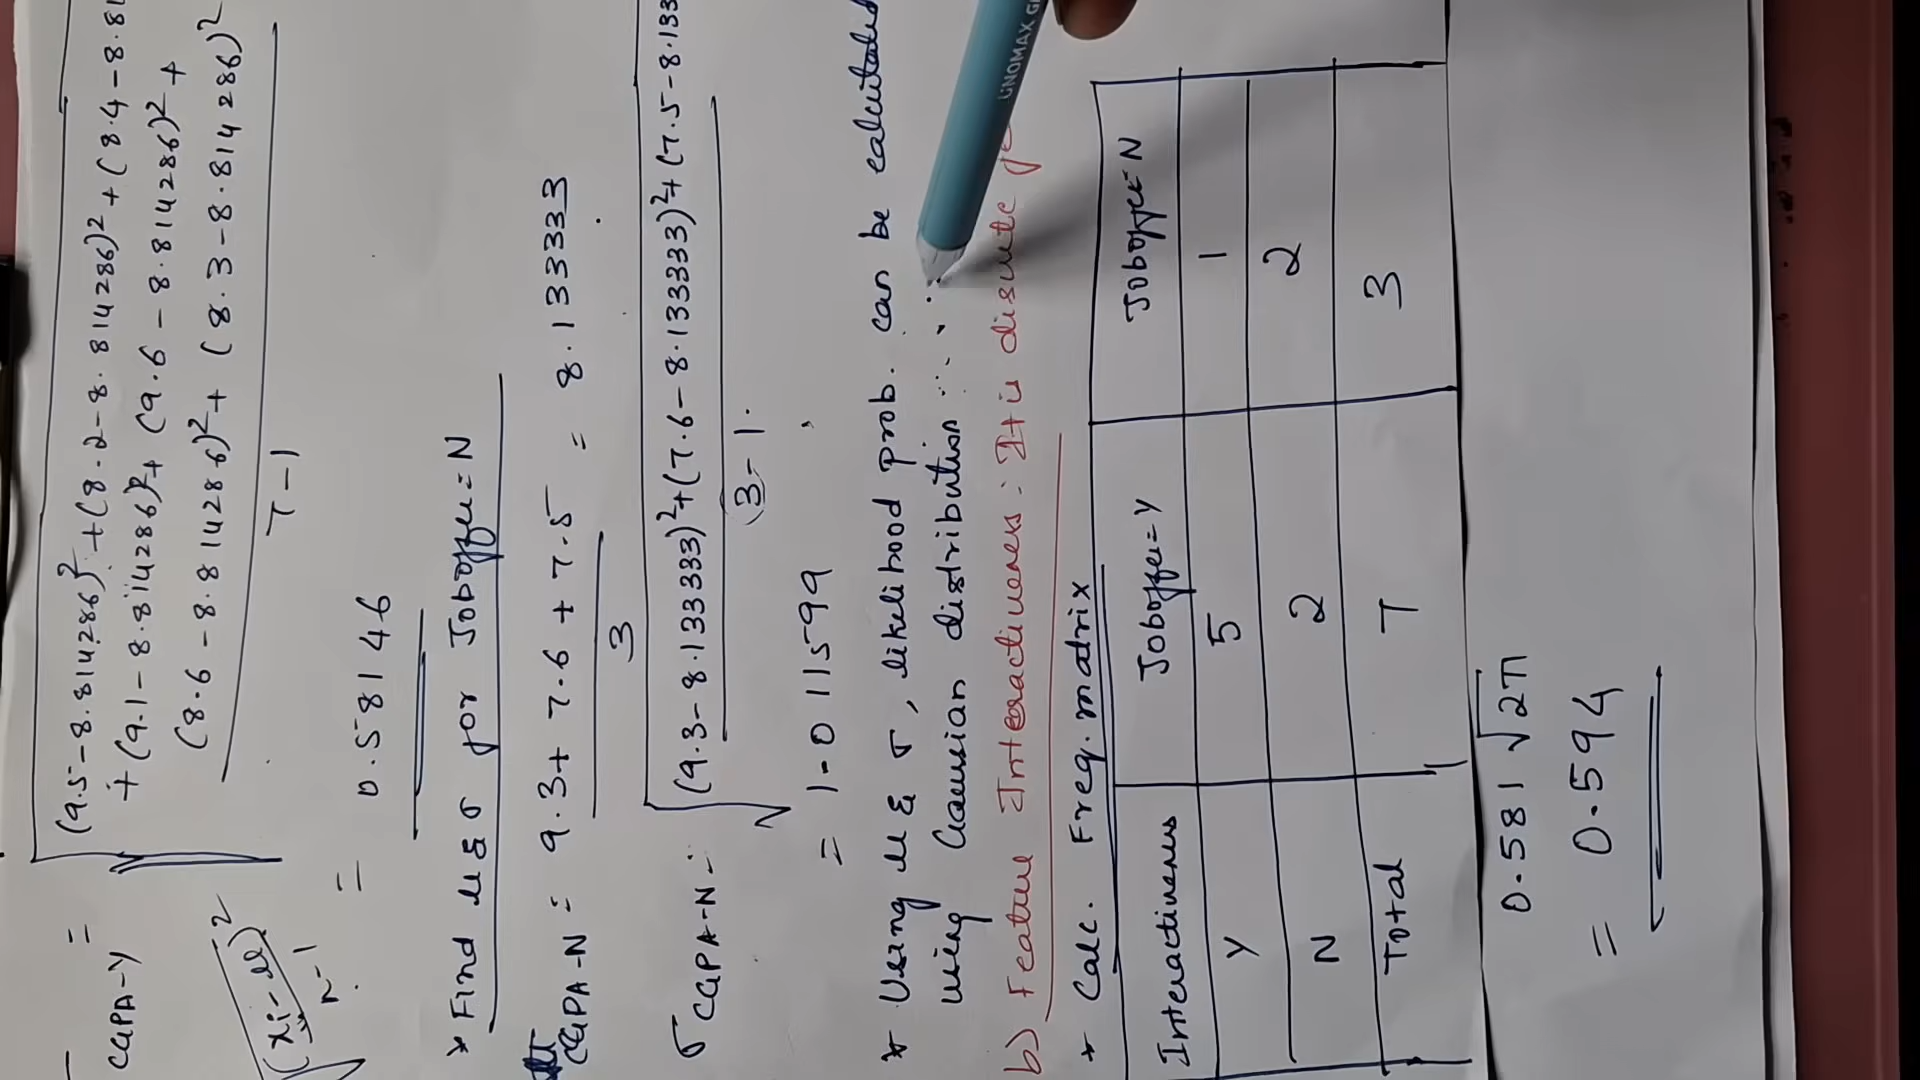 CGPA-Y =
(9.5-8.814286)² + (8.2-8.814286)² + (8.4-8.81
+ (9.1-8.814286)² + (9.6-8.814286)² +
(8.6-8.814286)² + (8.3-8.814286)²
7-1
(xi-μ)²
n-1
= 0.58146
* Find μ & σ for Joboffer=N
μ CGPA-N = 9.3+7.6+7.5 = 8.133333
3
σ CGPA-N = √(9.3-8.133333)²+(7.6-8.133333)²+(7.5-8.133
(3-1
= 1.011599
* Using μ & σ, likelihood prob. can be calculated
using Gaussian distribution
b) Feature Interactiveness: It is discrete fe
* Calc. Freq. matrix
Interactiveness Joboffer=Y Joboffer=N
Y 5 1
N 2 2
Total 7 3
0.581 √2π
= 0.594
UNOMAX G